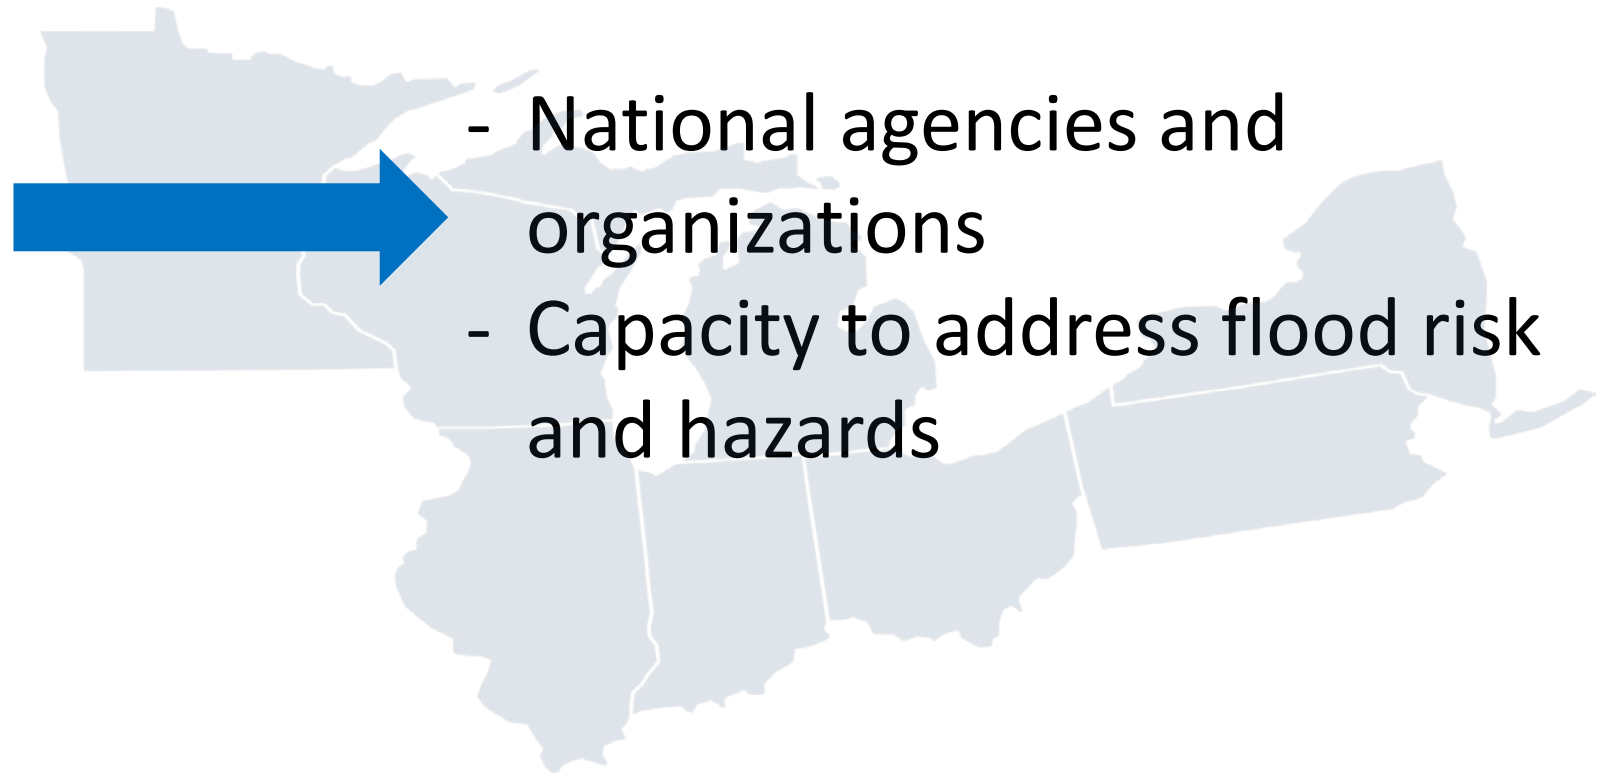 - National agencies and
organizations
- Capacity to address flood risk
and hazards